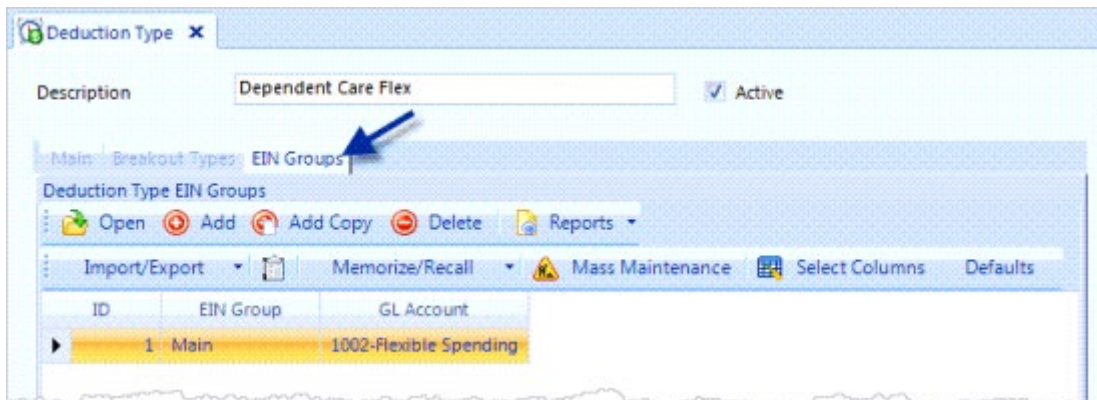 Deduction Type
Description Dependent Care Flex Active
Main Breakout Types EIN Groups
Deduction Type EIN Groups
Open Add Add Copy Delete Reports
Import/Export Memorize/Recall Mass Maintenance Select Columns Defaults
ID EIN Group GL Account
1 Main 1002-Flexible Spending